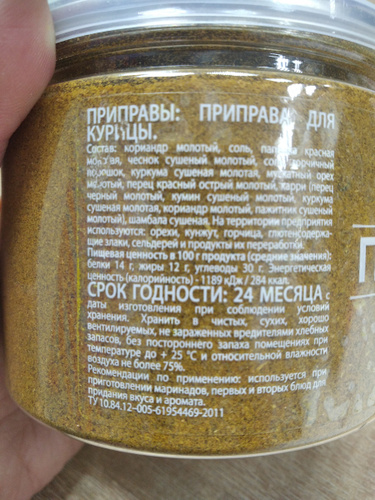 ПРИПРАВЫ: ПРИПРАВА ДЛЯ
КУРИЦЫ.
Состав: кориандр молотый, соль, паприка красная
молотая, чеснок сушеный молотый, соль, горчичный
порошок, куркума сушеная молотая, мускатный орех
молотый, перец красный острый молотый, карри (перец
черный молотый, кумин сушеный молотый, куркума
сушеная молотая, кориандр молотый, пажитник сушеный
молотый), шамбала сушеная. На территории предприятия
используются: орехи, кунжут, горчица, глютенсодержа-
щие злаки, сельдерей и продукты их переработки.
Пищевая ценность в 100 г продукта (средние значения):
белки 14 г, жиры 12 г, углеводы 30 г. Энергетическая
ценность (калорийность) - 1189 кДж / 284 ккал.
СРОК ГОДНОСТИ: 24 МЕСЯЦА с
даты изготовления при соблюдении условий
хранения. Хранить в чистых, сухих, хорошо
вентилируемых, не зараженных вредителями хлебных
запасов, без постороннего запаха помещениях при
температуре до + 25 °C и относительной влажности
воздуха не более 75%.
Рекомендации по применению: используется при
приготовлении маринадов, первых и вторых блюд для
придания вкуса и аромата.
ТУ 10.84.12–005-61954469-2011